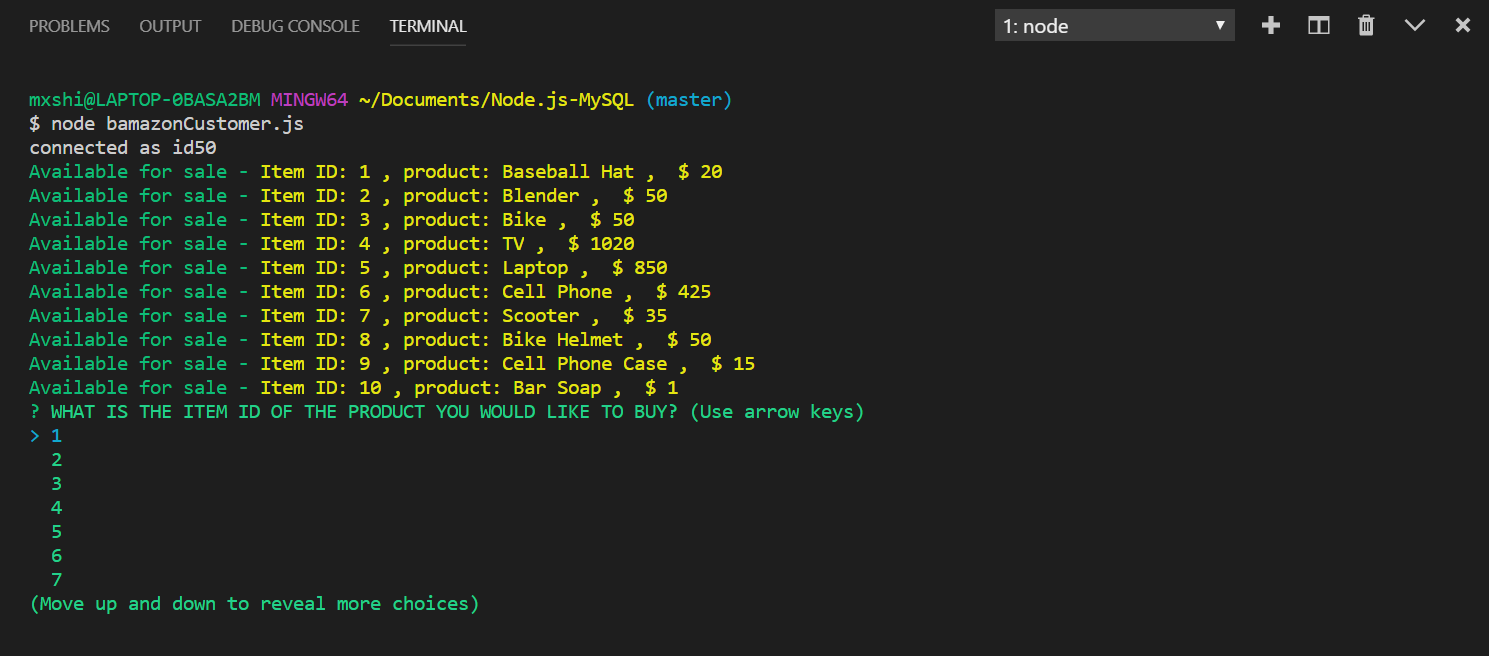 PROBLEMS OUTPUT DEBUG CONSOLE TERMINAL 1: node
mxshi@LAPTOP-0BASA2BM MINGW64 ~/Documents/Node.js-MySQL (master)
$ node bamazonCustomer.js
connected as id50
Available for sale - Item ID: 1 , product: Baseball Hat ,  $ 20
Available for sale - Item ID: 2 , product: Blender ,  $ 50
Available for sale - Item ID: 3 , product: Bike ,  $ 50
Available for sale - Item ID: 4 , product: TV ,  $ 1020
Available for sale - Item ID: 5 , product: Laptop ,  $ 850
Available for sale - Item ID: 6 , product: Cell Phone ,  $ 425
Available for sale - Item ID: 7 , product: Scooter ,  $ 35
Available for sale - Item ID: 8 , product: Bike Helmet ,  $ 50
Available for sale - Item ID: 9 , product: Cell Phone Case ,  $ 15
Available for sale - Item ID: 10 , product: Bar Soap ,  $ 1
? WHAT IS THE ITEM ID OF THE PRODUCT YOU WOULD LIKE TO BUY? (Use arrow keys)
> 1
  2
  3
  4
  5
  6
  7
(Move up and down to reveal more choices)